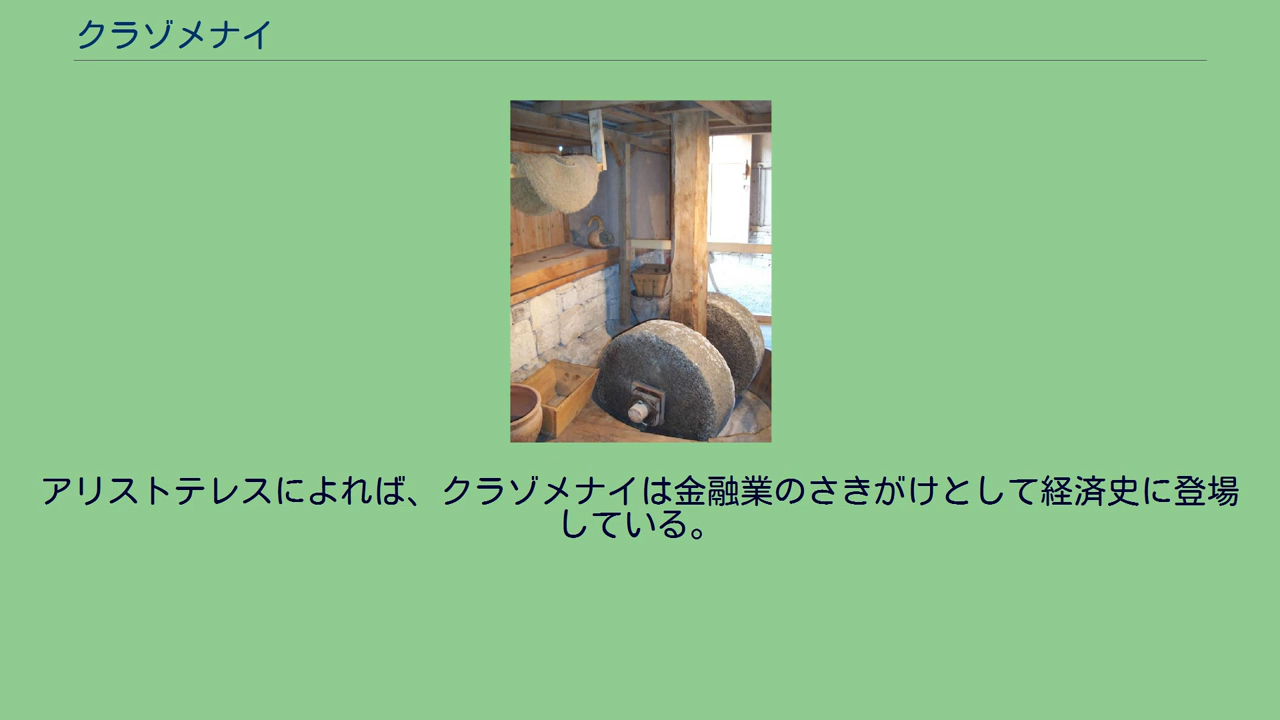 クラゾメナイ
アリストテレスによれば、クラゾメナイは金融業のさきがけとして経済史に登場
している。